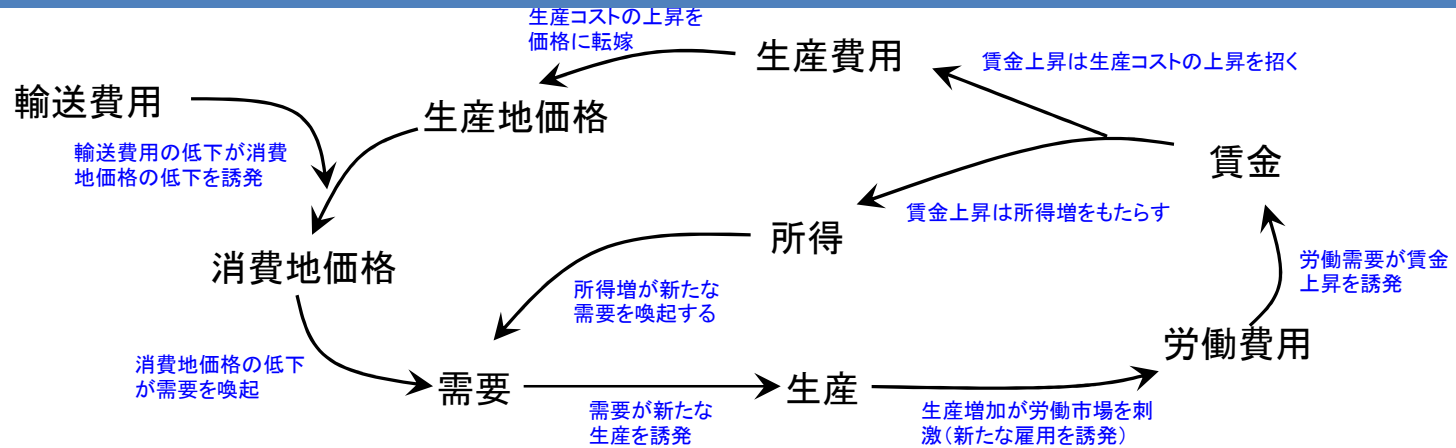 生産コストの上昇を
価格に転嫁
生産費用
賃金上昇は生産コストの上昇を招く
輸送費用
生産地価格
輸送費用の低下が消費
地価格の低下を誘発
賃金
賃金上昇は所得増をもたらす
所得
消費地価格
所得増が新たな
需要を喚起する
労働需要が賃金
上昇を誘発
労働費用
消費地価格の低下
が需要を喚起
需要
生産
需要が新たな
生産を誘発
生産増加が労働市場を刺
激(新たな雇用を誘発)